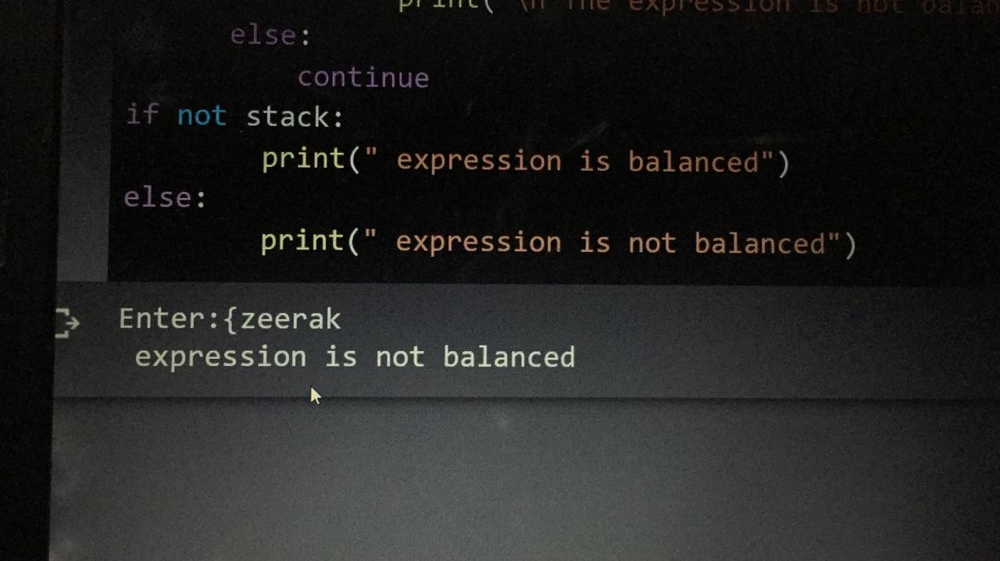 print( \n The expression is not balan
else:
continue
if not stack:
print(" expression is balanced")
else:
print(" expression is not balanced")
Enter:{zeerak
expression is not balanced